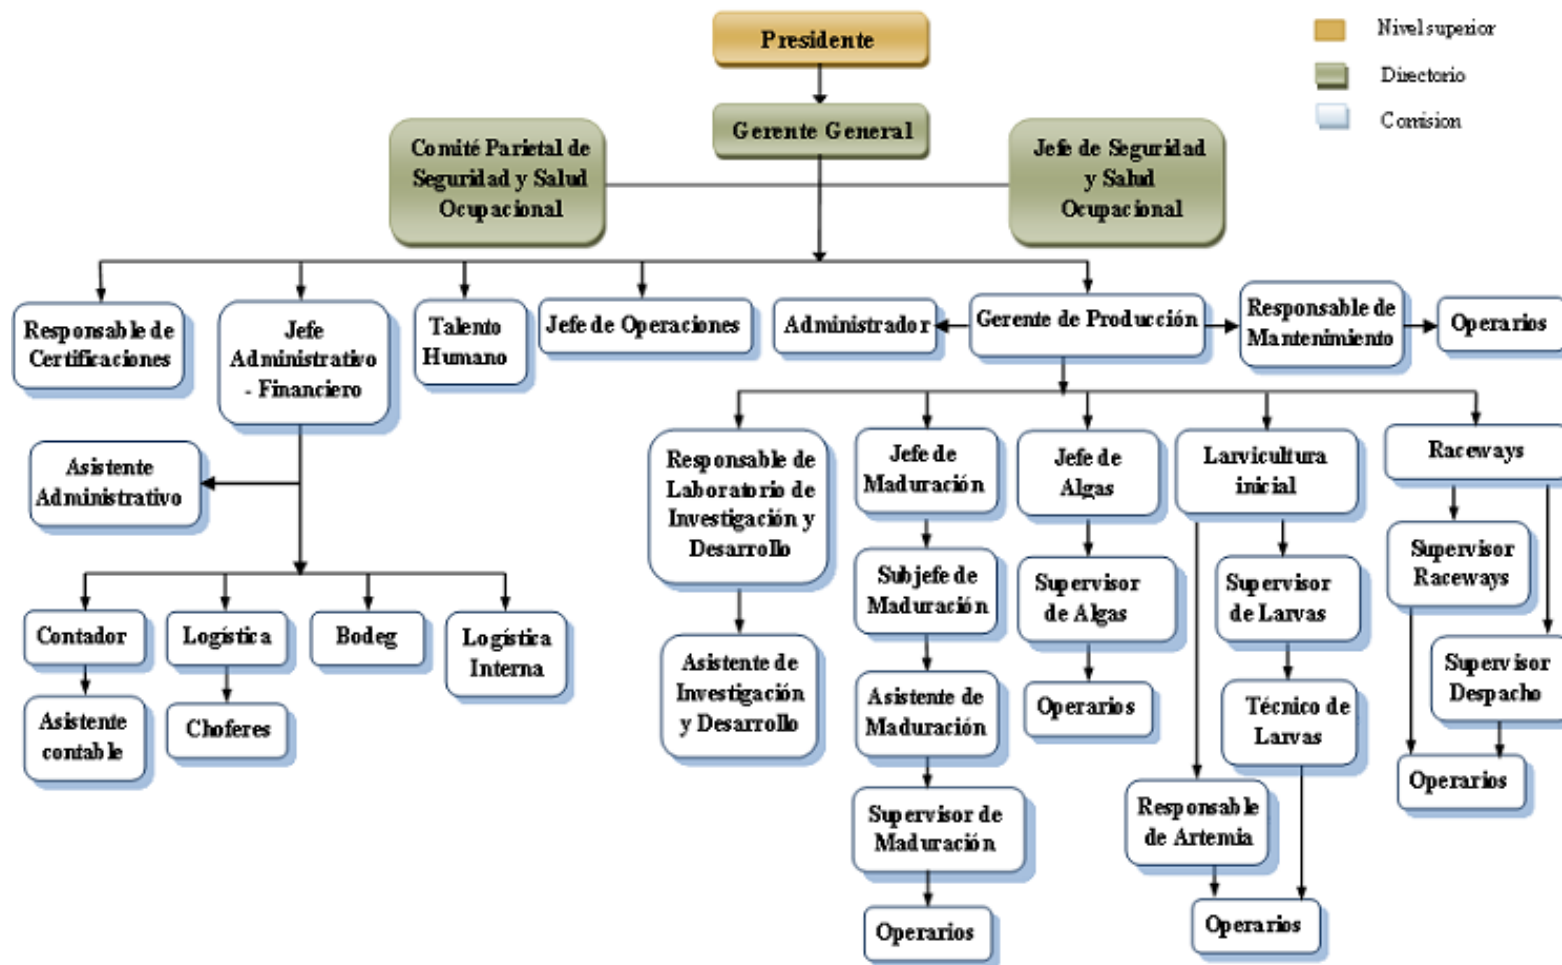 Presidente
Nivel superior
Directorio
Comision
Gerente General
Comité Parietal de
Seguridad y Salud
Ocupacional
Jefe de Seguridad
y Salud
Ocupacional
Responsable de
Certificaciones
Jefe
Administrativo
- Financiero
Talento
Humano
Jefe de Operaciones
Administrador
Gerente de Producción
Responsable de
Mantenimiento
Operarios
Asistente
Administrativo
Contador
Logística
Bodeg
Logística
Interna
Asistente
contable
Choferes
Responsable de
Laboratorio de
Investigación y
Desarrollo
Asistente de
Investigación
y Desarrollo
Jefe de
Maduración
Subjefe de
Maduración
Asistente de
Maduración
Supervisor de
Maduración
Operarios
Jefe de
Algas
Supervisor
de Algas
Operarios
Larvicultura
inicial
Supervisor
de Larvas
Técnico de
Larvas
Responsable
de Artemia
Operarios
Raceways
Supervisor
Raceways
Supervisor
Despacho
Operarios